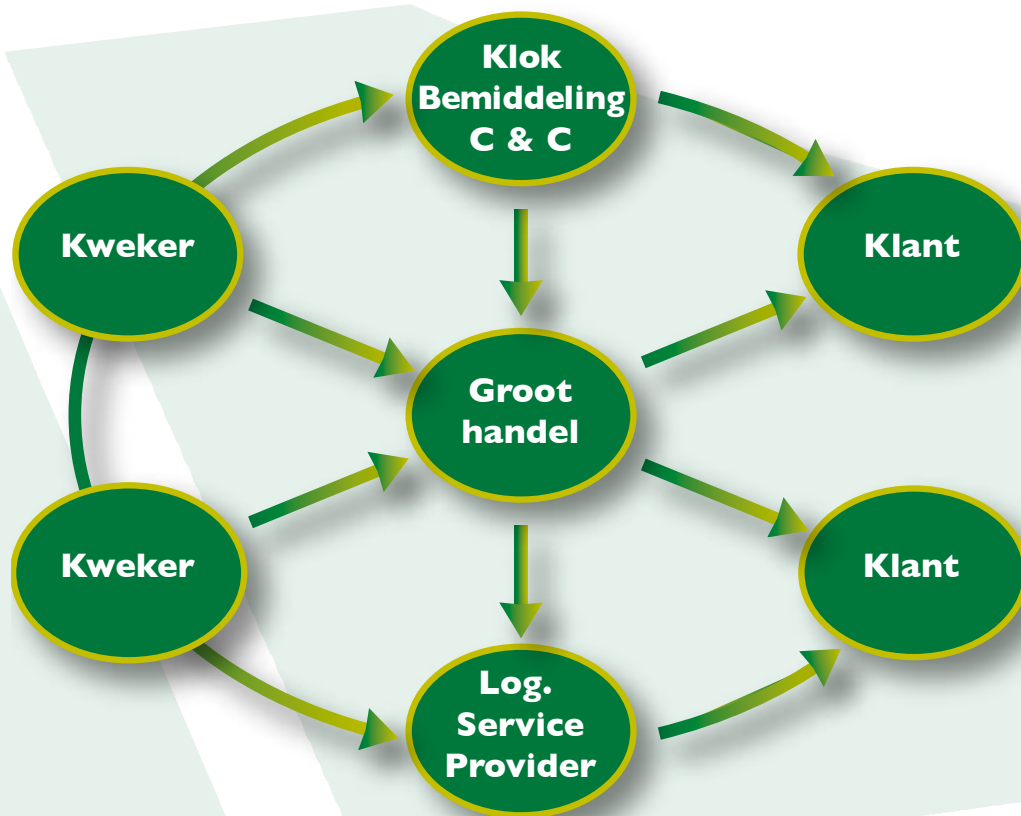 Klok
Bemiddeling
C & C
Kweker
Klant
Groot
handel
Kweker
Klant
Log.
Service
Provider